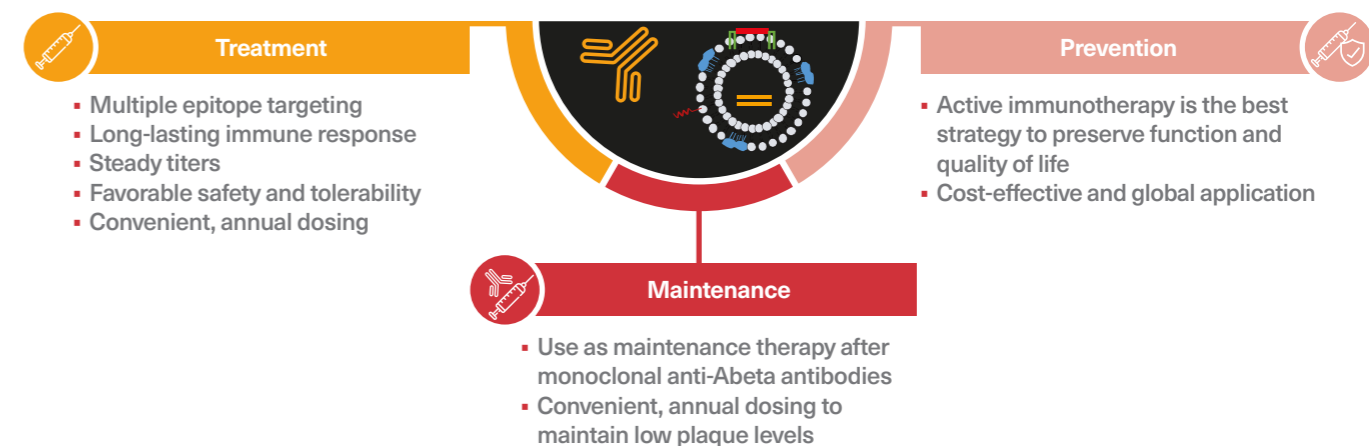 Treatment
▪ Multiple epitope targeting
▪ Long-lasting immune response
▪ Steady titers
▪ Favorable safety and tolerability
▪ Convenient, annual dosing
Prevention
▪ Active immunotherapy is the best
strategy to preserve function and
quality of life
▪ Cost-effective and global application
Maintenance
▪ Use as maintenance therapy after
monoclonal anti-Abeta antibodies
▪ Convenient, annual dosing to
maintain low plaque levels